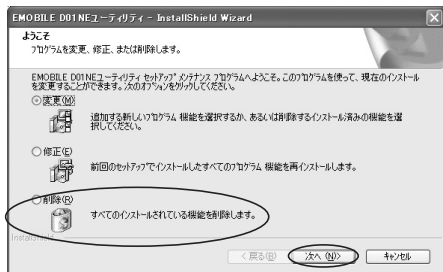 EMOBILE D01NEユーティリティ - InstallShield Wizard
ようこそ
プログラムを変更、修正、または削除します。
EMOBILE D01NEユーティリティ セットアップ メンテナンス プログラムへようこそ。このプログラムを使って、現在のインストール
を変更することができます。次のオプションをクリックしてください。
変更(M)
追加する新しいプログラム 機能を選択するか、あるいは削除するインストール済みの機能を選
択してください。
修正(E)
前回のセットアップでインストールしたすべてのプログラム 機能を再インストールします。
削除(R)
すべてのインストールされている機能を削除します。
InstallShield
< 戻る(B)
次へ (N)>
キャンセル